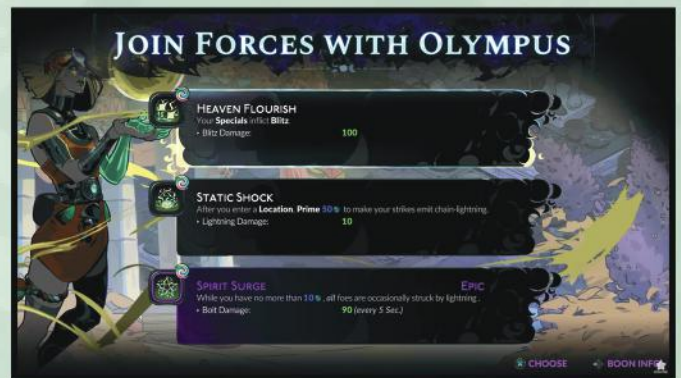 JOIN FORCES WITH OLYMPUS
HEAVEN FLOURISH
Your Specials inflict Blitz.
• Blitz Damage: 100
STATIC SHOCK
After you enter a Location, Prime 50 to make your strikes emit chain-lightning.
• Lightning Damage: 10
SPIRIT SURGE EPIC
While you have no more than 10, all foes are occasionally struck by lightning.
• Bolt Damage: 90 (every 5 Sec.)
CHOOSE BOON INFO